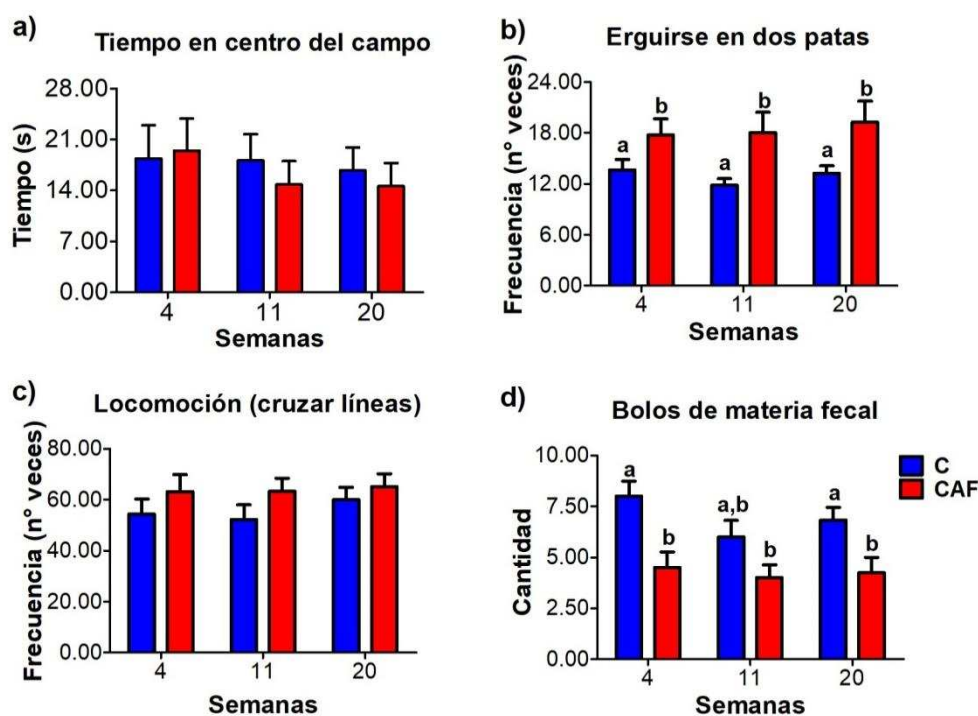 a)
Tiempo en centro del campo
Tiempo (s)
28.00
21.00
14.00
7.00
0.00
4 11 20
Semanas
b)
Erguirse en dos patas
Frecuencia (n° veces)
24.00
18.00
12.00
6.00
0.00
a b a b a b
4 11 20
Semanas
c)
Locomoción (cruzar líneas)
Frecuencia (n° veces)
80.00
60.00
40.00
20.00
0.00
4 11 20
Semanas
d)
Bolos de materia fecal
Cantidad
10.00
7.50
5.00
2.50
0.00
a b a,b b a b
4 11 20
Semanas
C
CAF